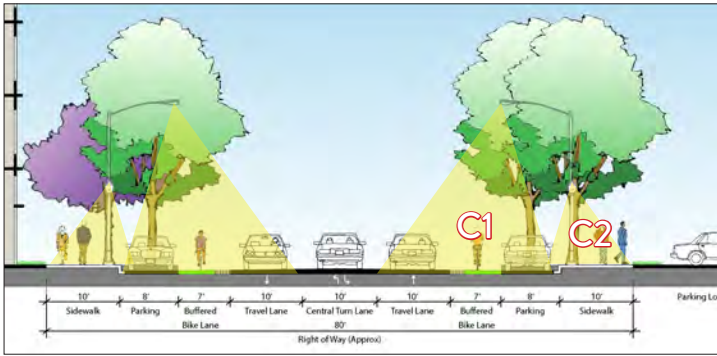 C1
C2
10' 8' 7' 10' 10' 10' 7' 8' 10'
Sidewalk Parking Buffered Travel Lane Central Turn Lane Travel Lane Buffered Parking Sidewalk Parking Lo
Bike Lane 80' Bike Lane
Right of Way (Approx)